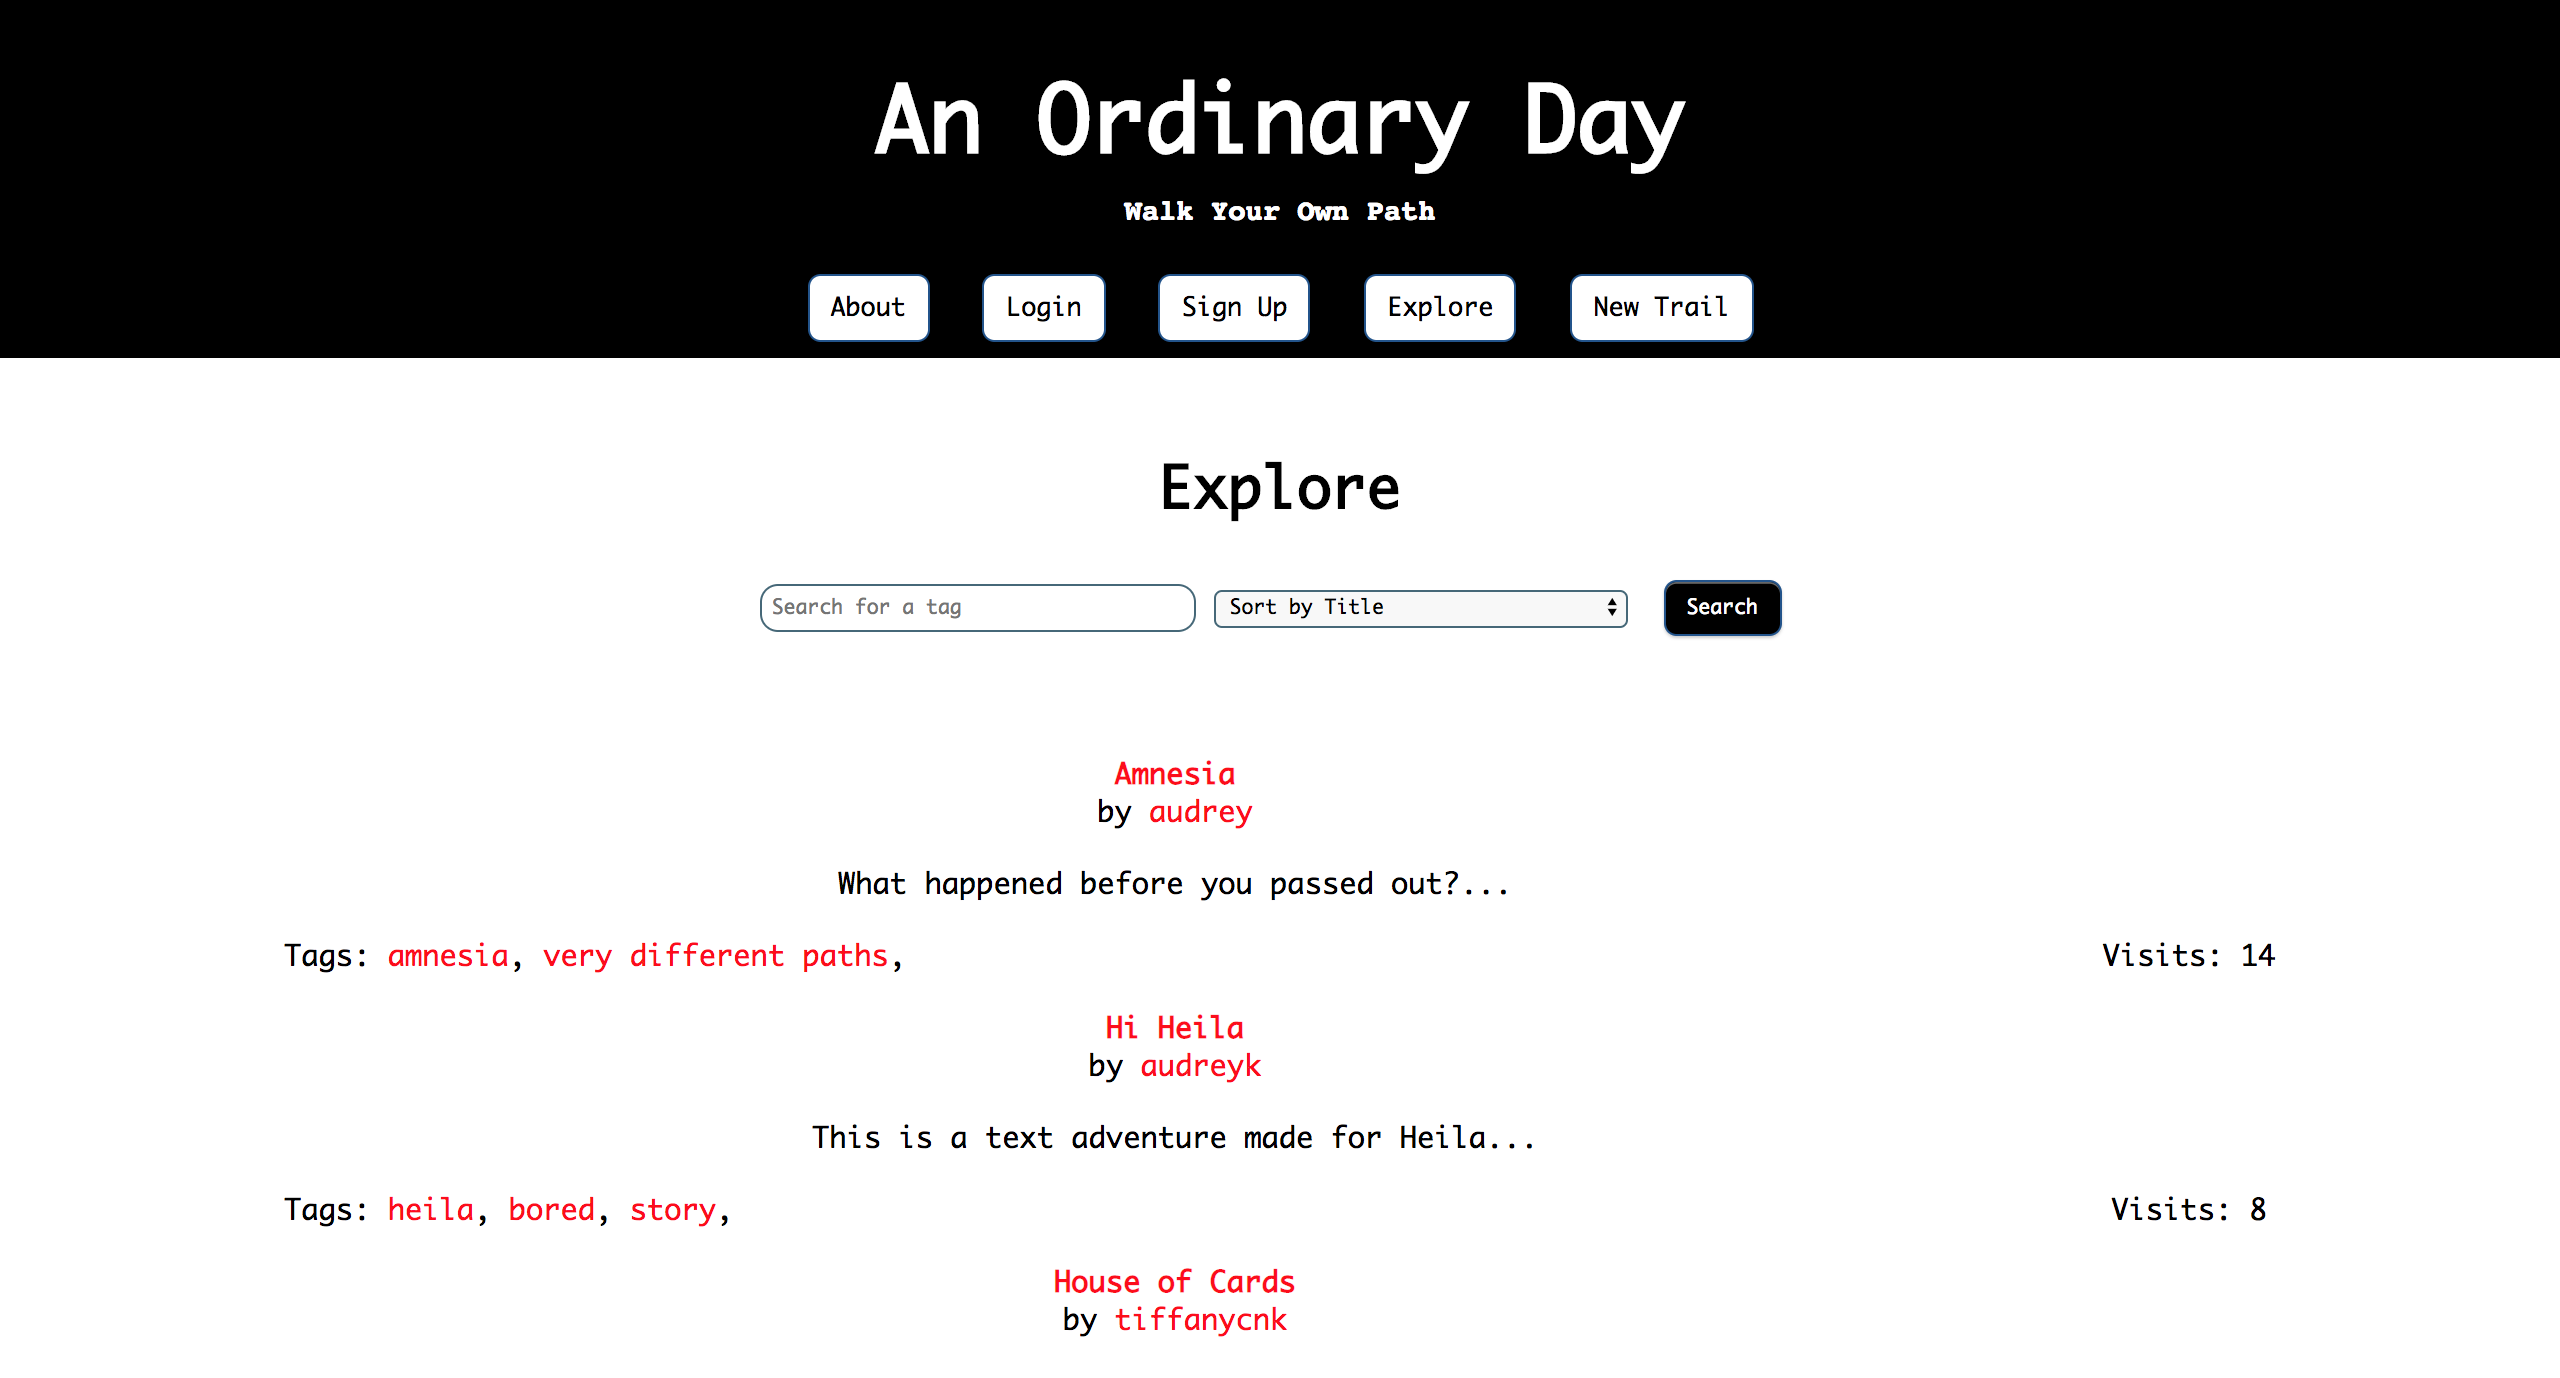 An Ordinary Day
Walk Your Own Path
About Login Sign Up Explore New Trail
Explore
Search for a tag Sort by Title Search
Amnesia
by audrey
What happened before you passed out?...
Tags: amnesia, very different paths, Visits: 14
Hi Heila
by audreyk
This is a text adventure made for Heila...
Tags: heila, bored, story, Visits: 8
House of Cards
by tiffanycnk